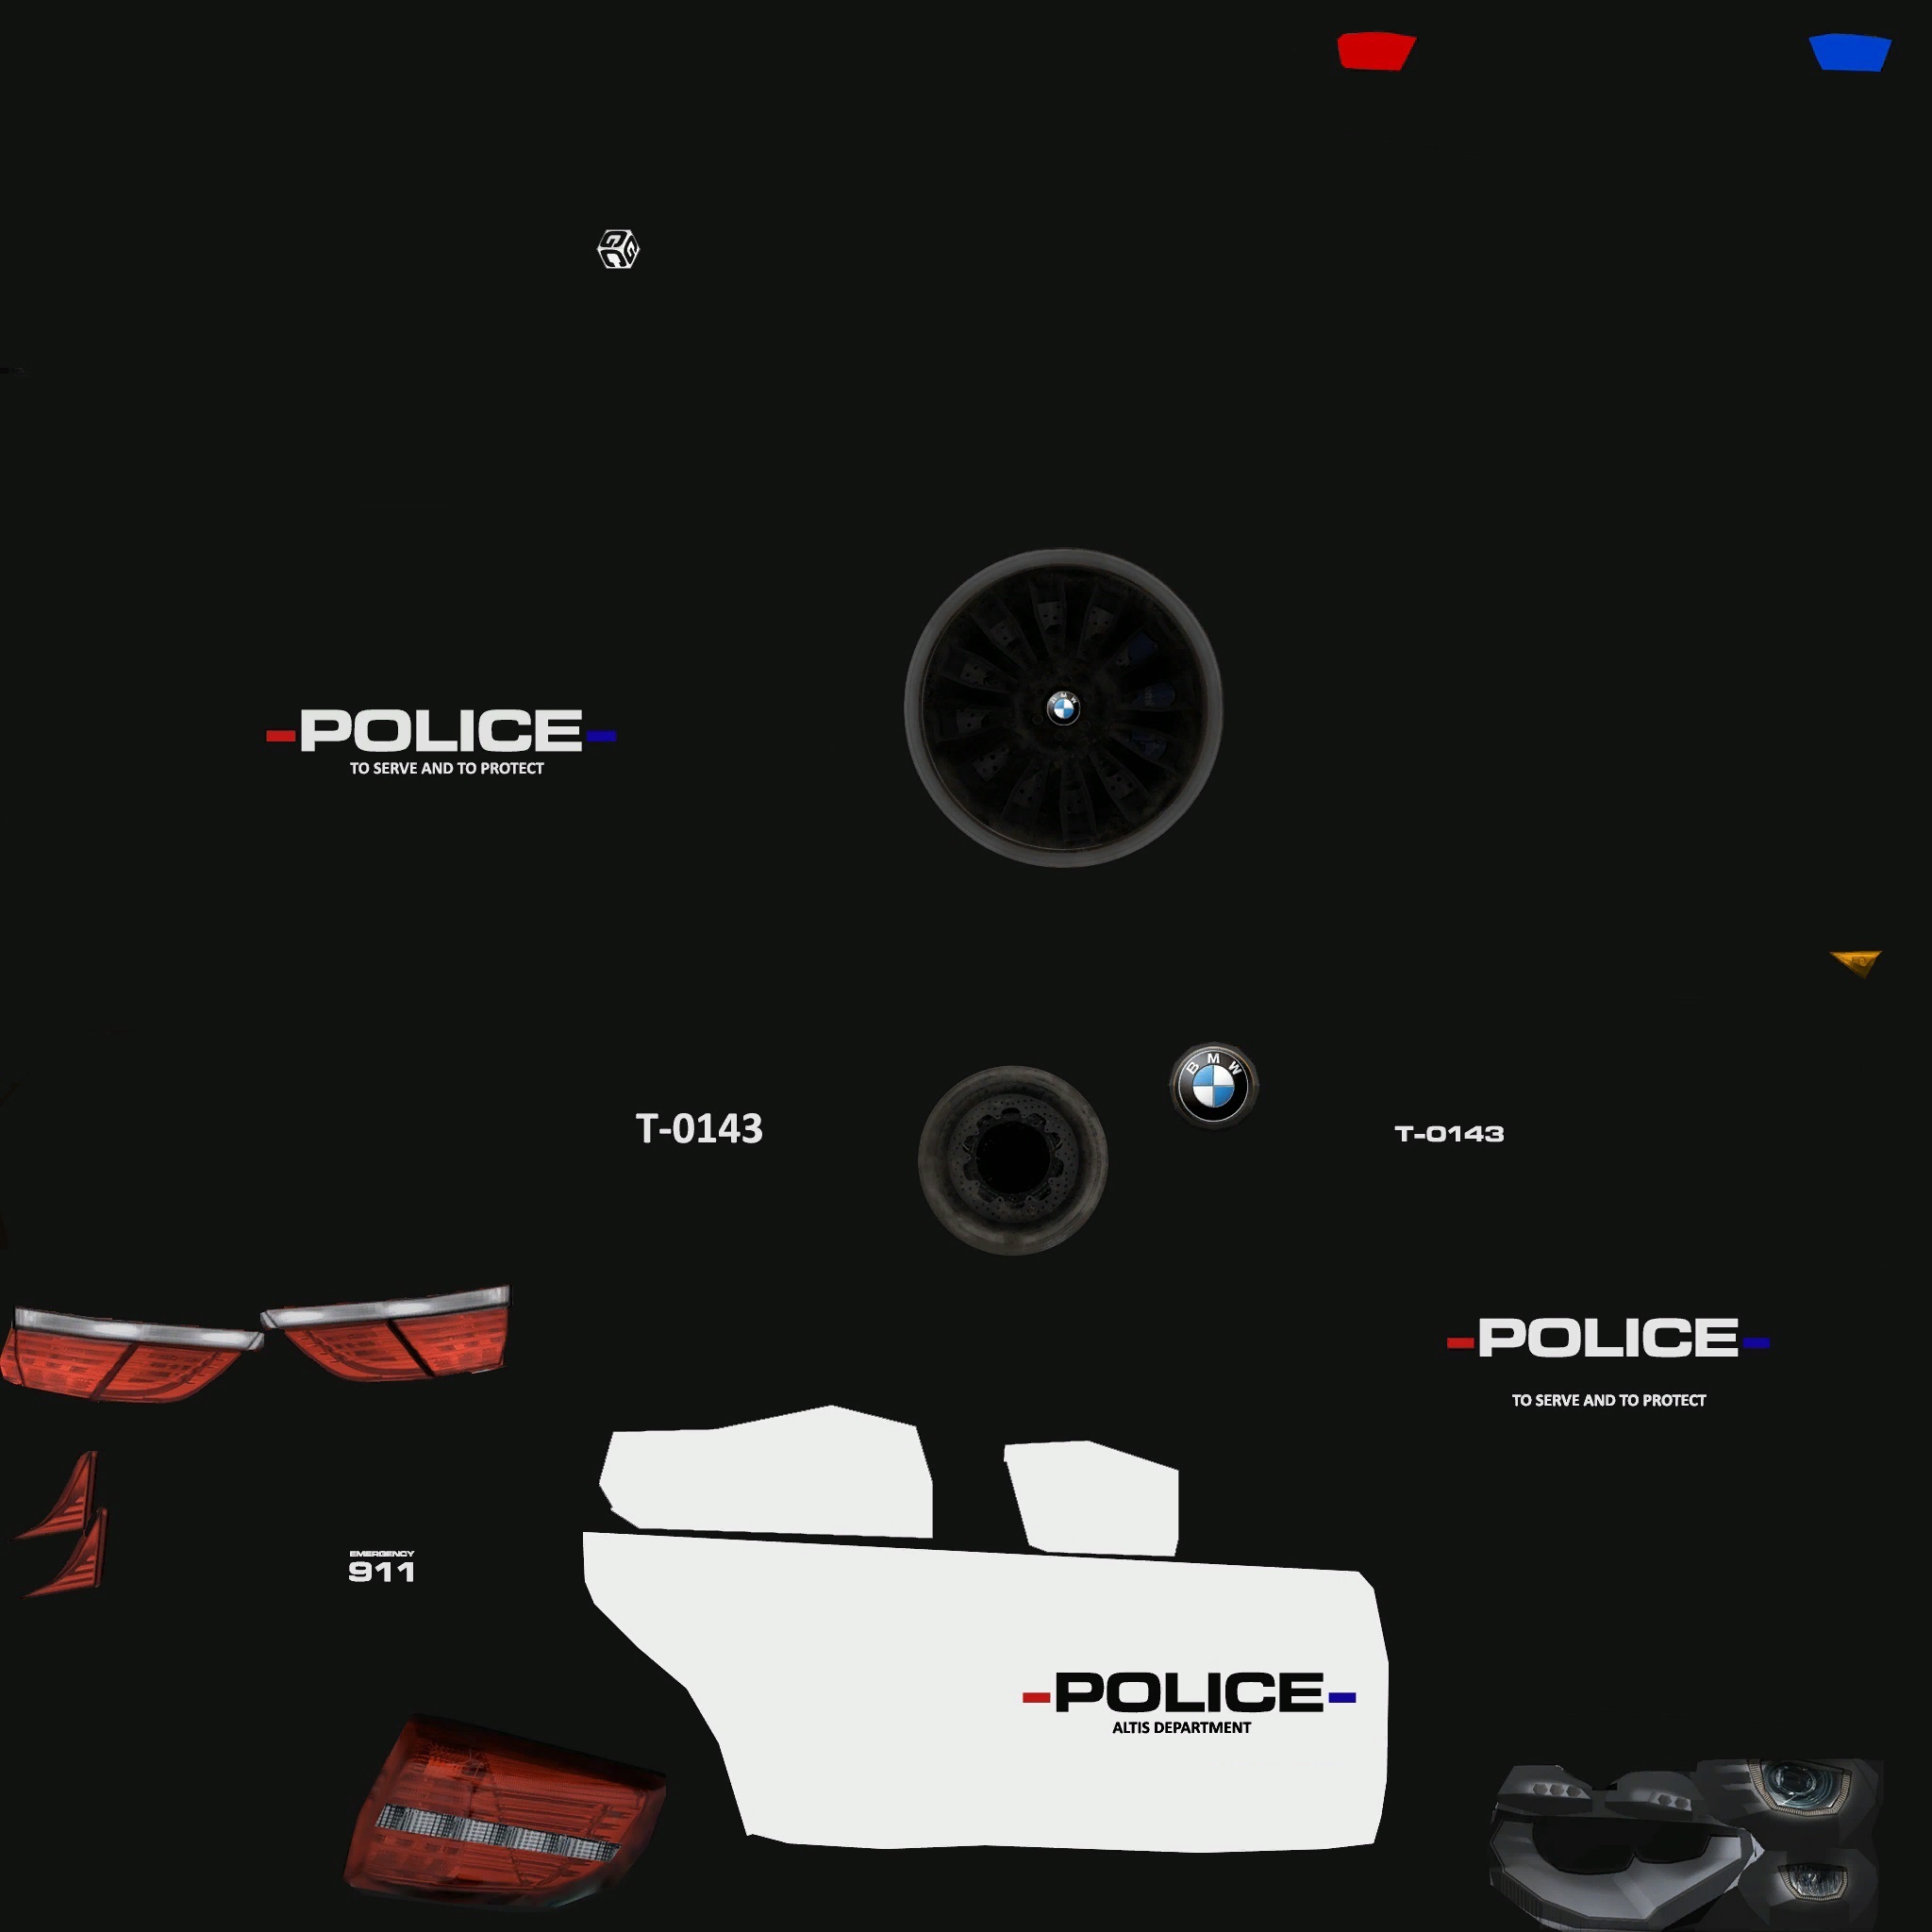 POLICE
TO SERVE AND TO PROTECT
BMW
BMW
T-0143
T-0143
POLICE
TO SERVE AND TO PROTECT
EMERGENCY
911
POLICE
ALTIS DEPARTMENT